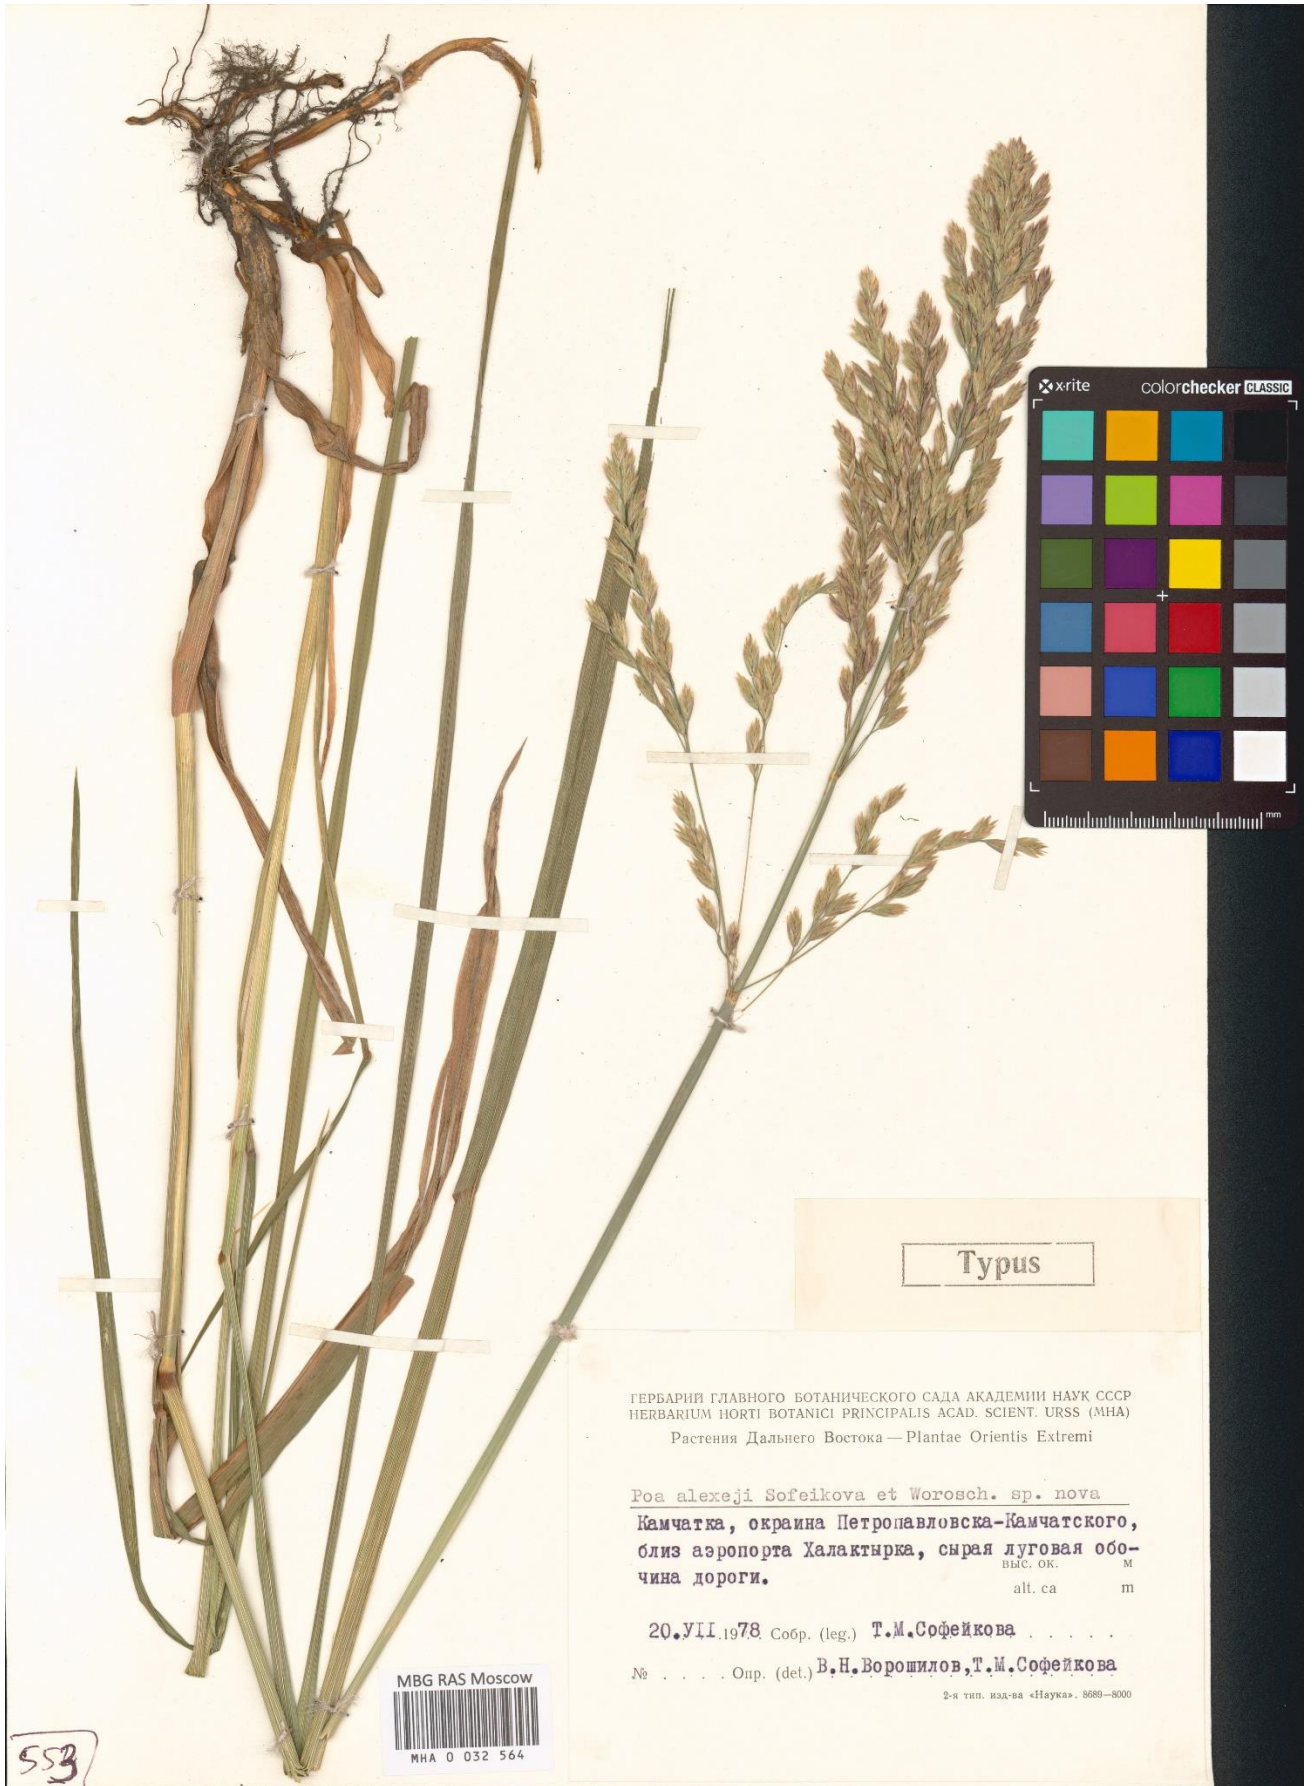 x·rite colorchecker CLASSIC
mm
Typus
ГЕРБАРИЙ ГЛАВНОГО БОТАНИЧЕСКОГО САДА АКАДЕМИИ НАУК СССР
HERBARIUM HORTI BOTANICI PRINCIPALIS ACAD. SCIENT. URSS (MHA)
Растения Дальнего Востока — Plantae Orientis Extremi
Poa alexeji Sofeikova et Worosch. sp. nova
Камчатка, окраина Петропавловска-Камчатского,
близ аэропорта Халактырка, сырая луговая обо-
выс. ок. м
чина дороги.
alt. ca m
20.УІІ.1978 Собр. (leg.) Т.М.Софейкова . . . . .
№ . . . . Опр. (det.) В.Н.Ворошилов,Т.М.Софейкова
2-я тип. изд-ва «Наука». 8689—8000
MBG RAS Moscow
MHA 0 032 564
553